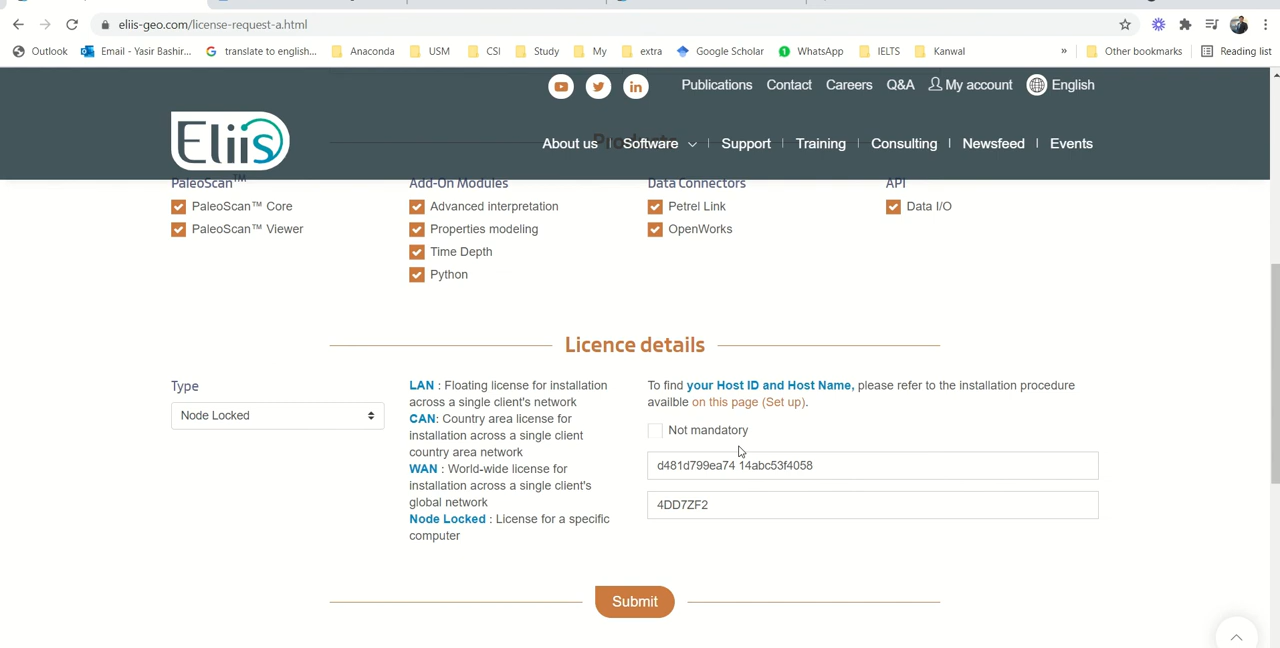 eliis-geo.com/license-request-a.html
Outlook Email - Yasir Bashir... translate to english... Anaconda USM CSI Study My extra Google Scholar WhatsApp IELTS Kanwal » Other bookmarks Reading list
Publications Contact Careers Q&A My account English
Eliis
About us Software Support Training Consulting Newsfeed Events
Products
PaleoScan™ Add-On Modules Data Connectors API
PaleoScan™ Core Advanced interpretation Petrel Link Data I/O
PaleoScan™ Viewer Properties modeling OpenWorks
Time Depth
Python
Licence details
Type
Node Locked
LAN : Floating license for installation
across a single client's network
CAN: Country area license for
installation across a single client
country area network
WAN : World-wide license for
installation across a single client's
global network
Node Locked : License for a specific
computer
To find your Host ID and Host Name, please refer to the installation procedure
availble on this page (Set up).
Not mandatory
d481d799ea74 14abc53f4058
4DD7ZF2
Submit